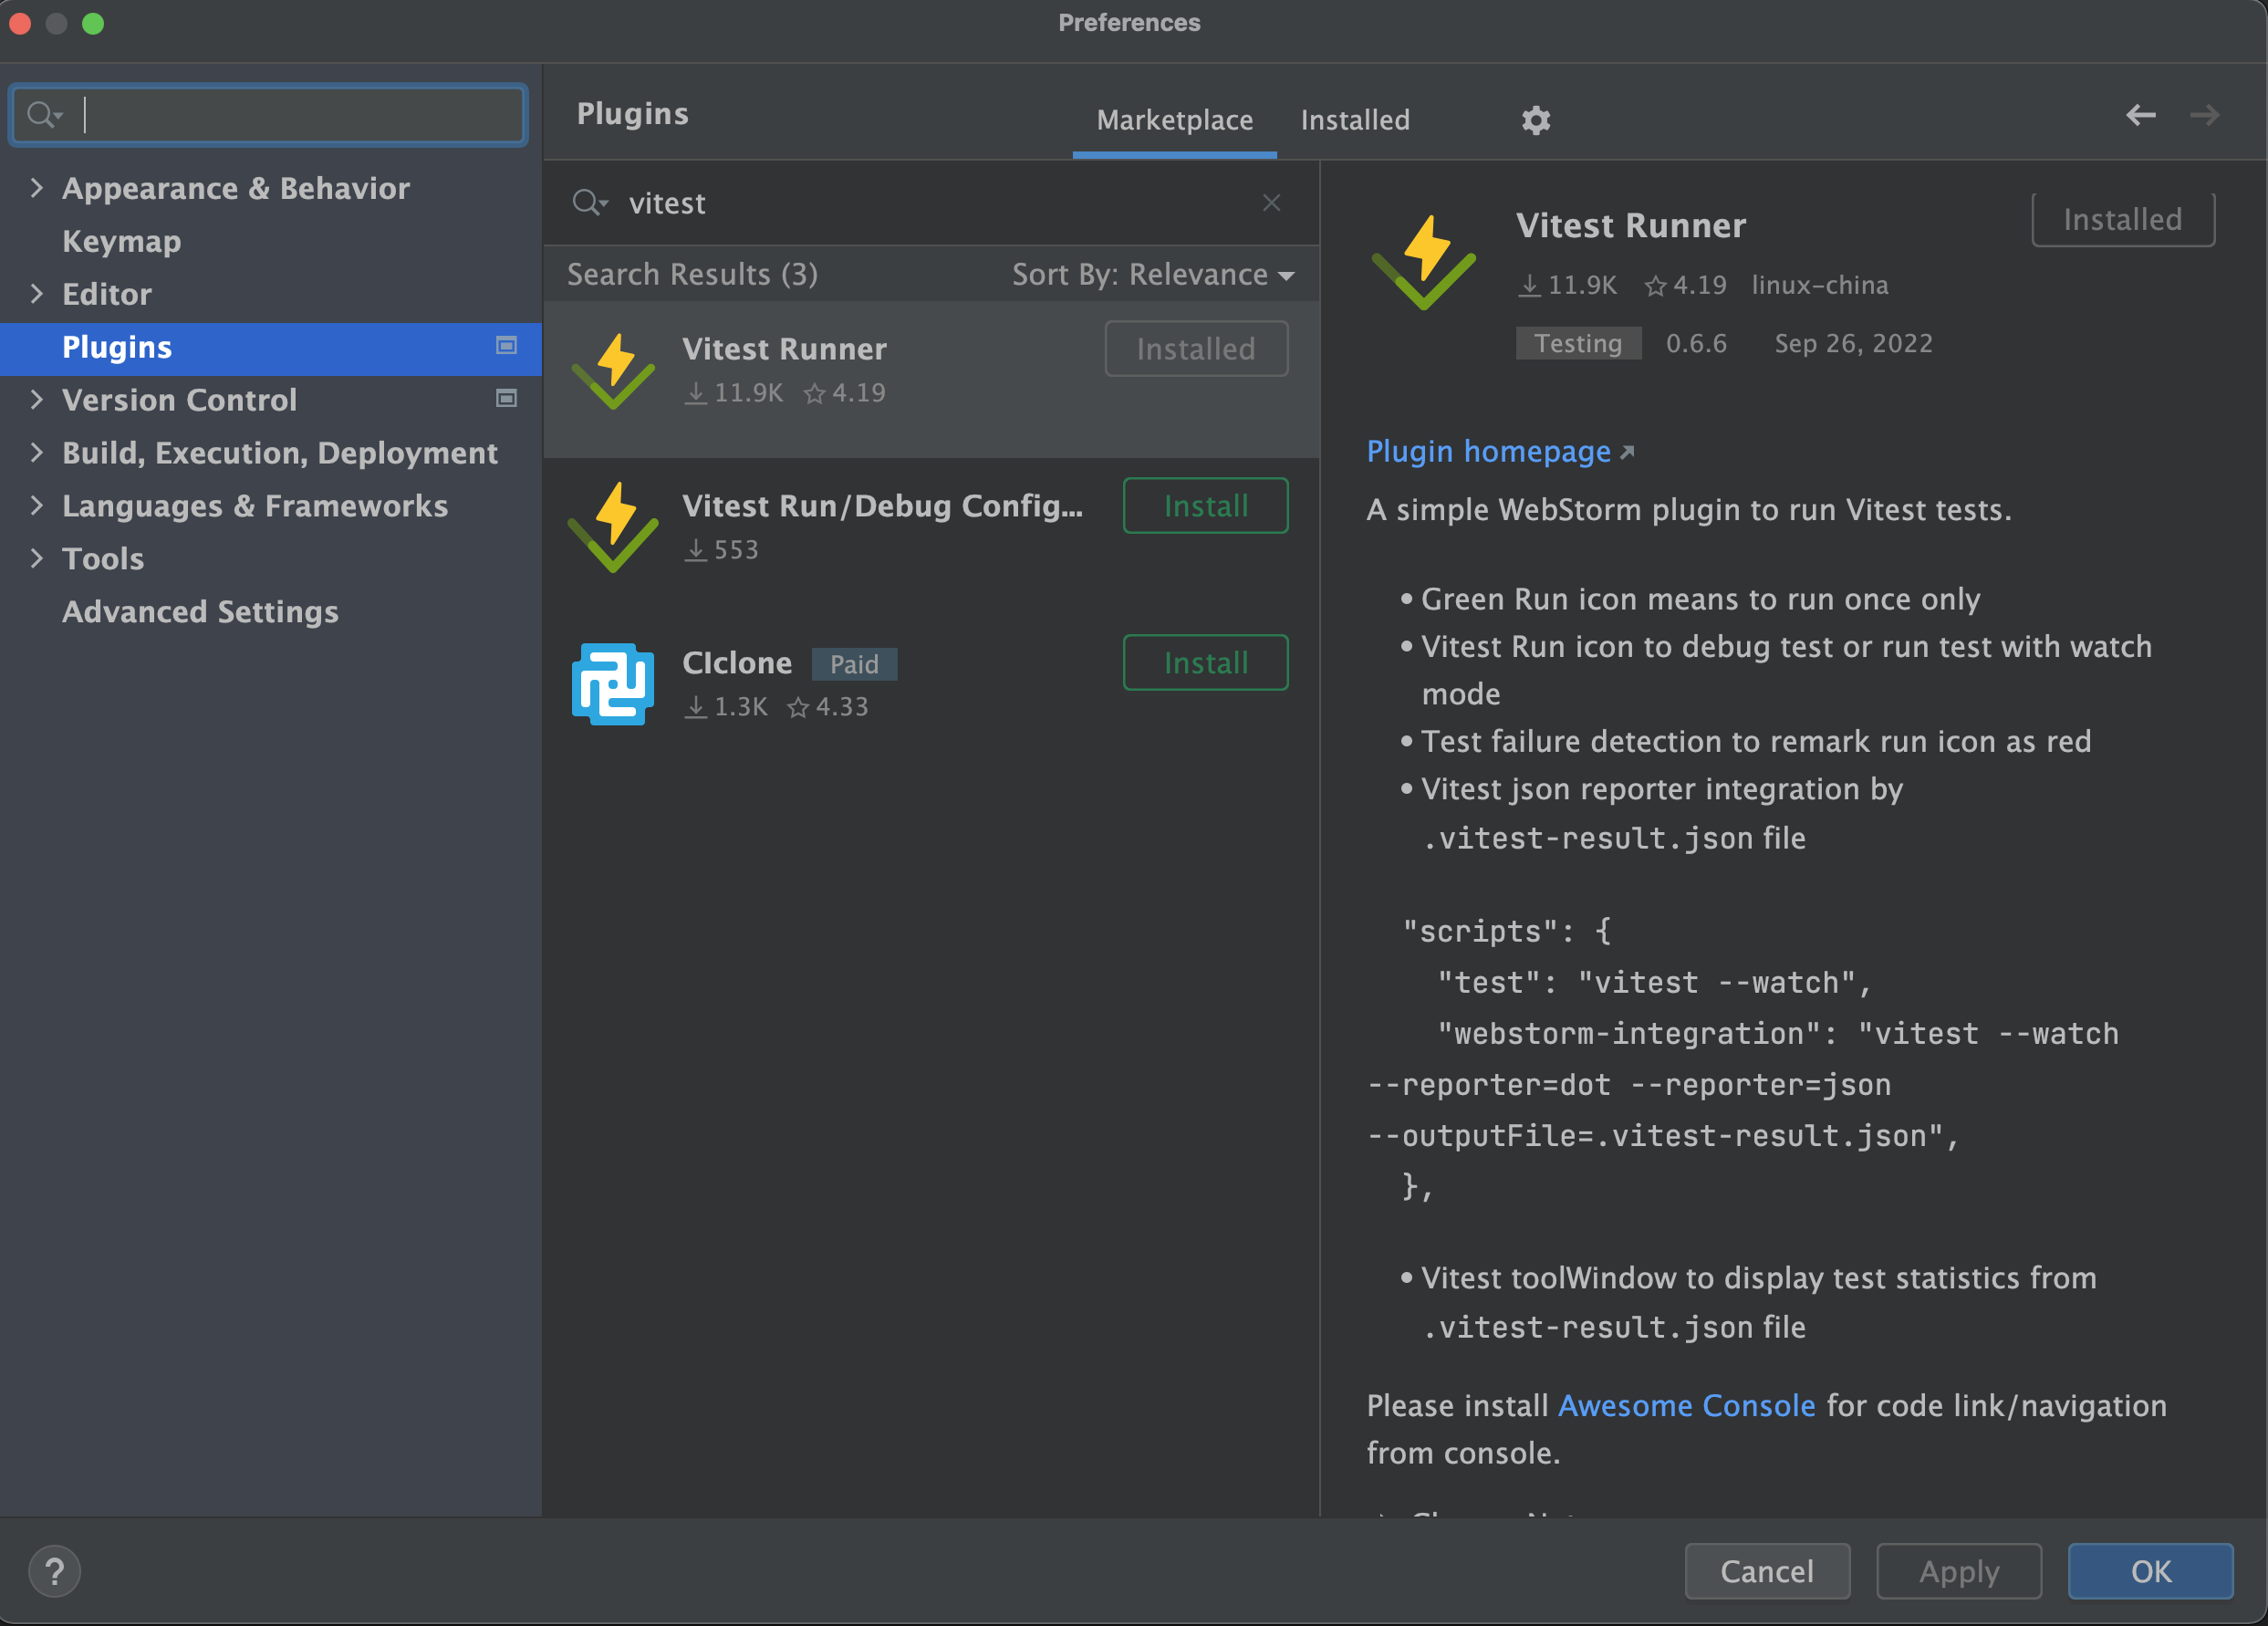 Preferences
Appearance & Behavior
Keymap
Editor
Plugins
Version Control
Build, Execution, Deployment
Languages & Frameworks
Tools
Advanced Settings
Plugins
Marketplace
Installed
vitest
Search Results (3)
Sort By: Relevance
Vitest Runner
Installed
11.9K
4.19
Vitest Run/Debug Config...
Install
553
CIclone
Paid
Install
1.3K
4.33
Vitest Runner
Installed
11.9K
4.19
linux-china
Testing
0.6.6
Sep 26, 2022
Plugin homepage
A simple WebStorm plugin to run Vitest tests.
• Green Run icon means to run once only
• Vitest Run icon to debug test or run test with watch
mode
• Test failure detection to remark run icon as red
• Vitest json reporter integration by
.vitest-result.json file
"scripts": {
"test": "vitest --watch",
"webstorm-integration": "vitest --watch
--reporter=dot --reporter=json
--outputFile=.vitest-result.json",
},
• Vitest toolWindow to display test statistics from
.vitest-result.json file
Please install Awesome Console for code link/navigation
from console.
?
Cancel
Apply
OK